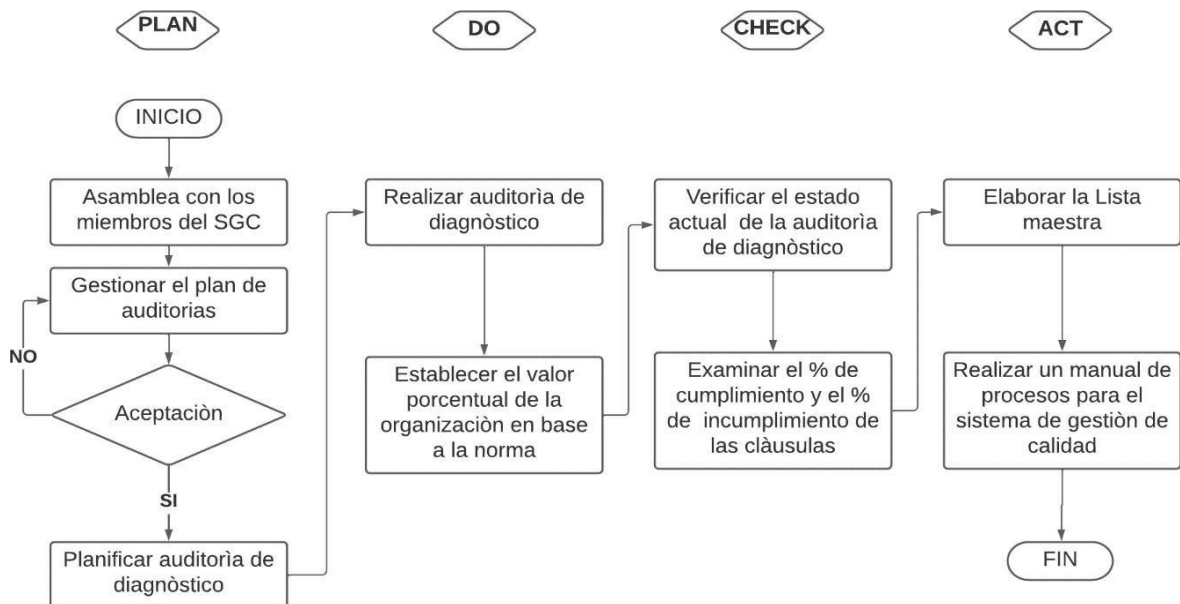 PLAN
DO
CHECK
ACT
INICIO
Asamblea con los
miembros del SGC
Gestionar el plan de
auditorias
NO
Aceptaciòn
SI
Planificar auditorìa de
diagnòstico
Realizar auditorìa de
diagnòstico
Establecer el valor
porcentual de la
organizaciòn en base
a la norma
Verificar el estado
actual de la auditorìa
de diagnòstico
Examinar el % de
cumplimiento y el %
de incumplimiento de
las clàusulas
Elaborar la Lista
maestra
Realizar un manual de
procesos para el
sistema de gestiòn de
calidad
FIN